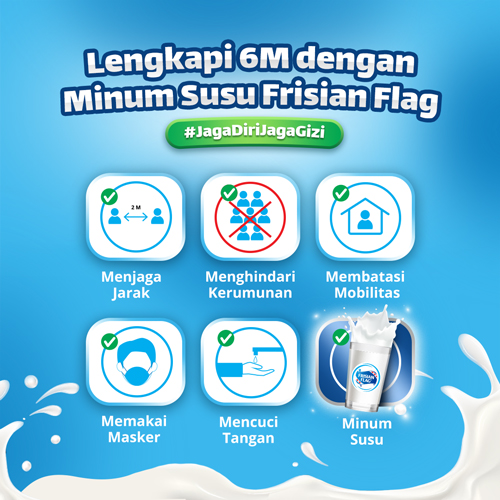 Lengkapi 6M dengan
Minum Susu Frisian Flag
#JagaDiriJagaGizi
2 M
Menjaga
Jarak
Menghindari
Kerumunan
Membatasi
Mobilitas
Memakai
Masker
Mencuci
Tangan
FRISIAN
FLAG
Minum
Susu